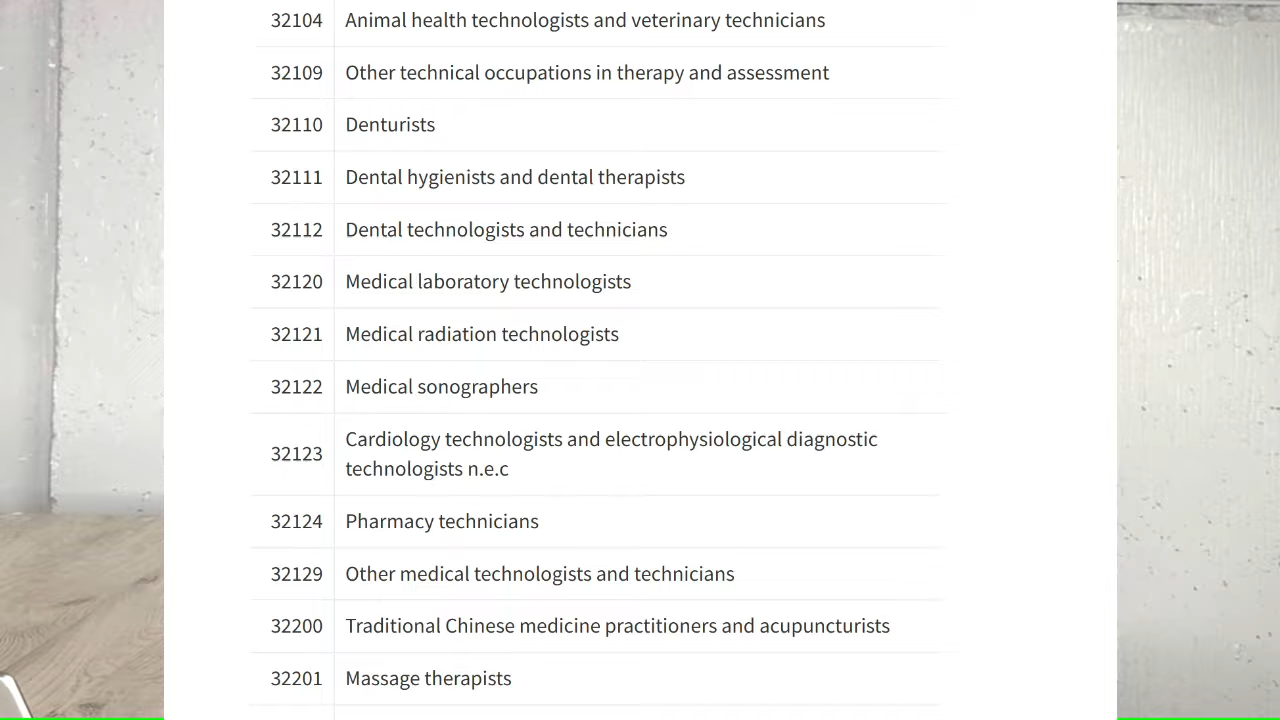 32104 Animal health technologists and veterinary technicians
32109 Other technical occupations in therapy and assessment
32110 Denturists
32111 Dental hygienists and dental therapists
32112 Dental technologists and technicians
32120 Medical laboratory technologists
32121 Medical radiation technologists
32122 Medical sonographers
32123 Cardiology technologists and electrophysiological diagnostic
technologists n.e.c
32124 Pharmacy technicians
32129 Other medical technologists and technicians
32200 Traditional Chinese medicine practitioners and acupuncturists
32201 Massage therapists